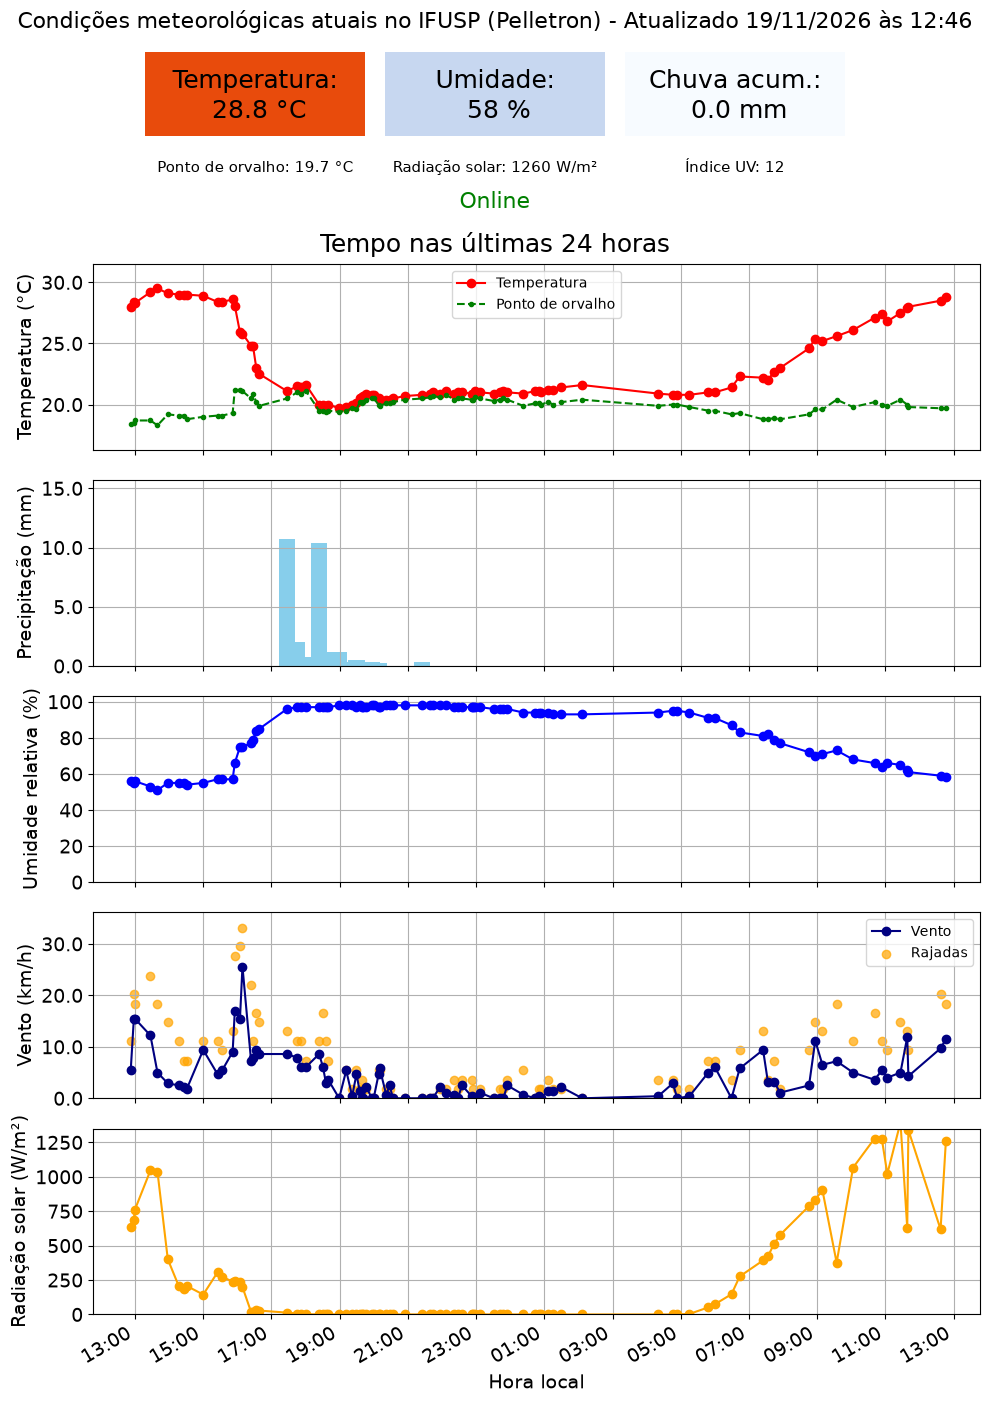 Condições meteorológicas atuais no IFUSP (Pelletron) - Atualizado 19/11/2026 às 12:46
Temperatura:
28.8 °C
Umidade:
58 %
Chuva acum.:
0.0 mm
Ponto de orvalho: 19.7 °C
Radiação solar: 1260 W/m²
Índice UV: 12
Online
Tempo nas últimas 24 horas
Temperatura (°C)
30.0
25.0
20.0
Temperatura
Ponto de orvalho
Precipitação (mm)
15.0
10.0
5.0
0.0
Umidade relativa (%)
100
80
60
40
20
0
Vento (km/h)
30.0
20.0
10.0
0.0
Vento
Rajadas
Radiação solar (W/m²)
1250
1000
750
500
250
0
13:00
15:00
17:00
19:00
21:00
23:00
01:00
03:00
05:00
07:00
09:00
11:00
13:00
Hora local